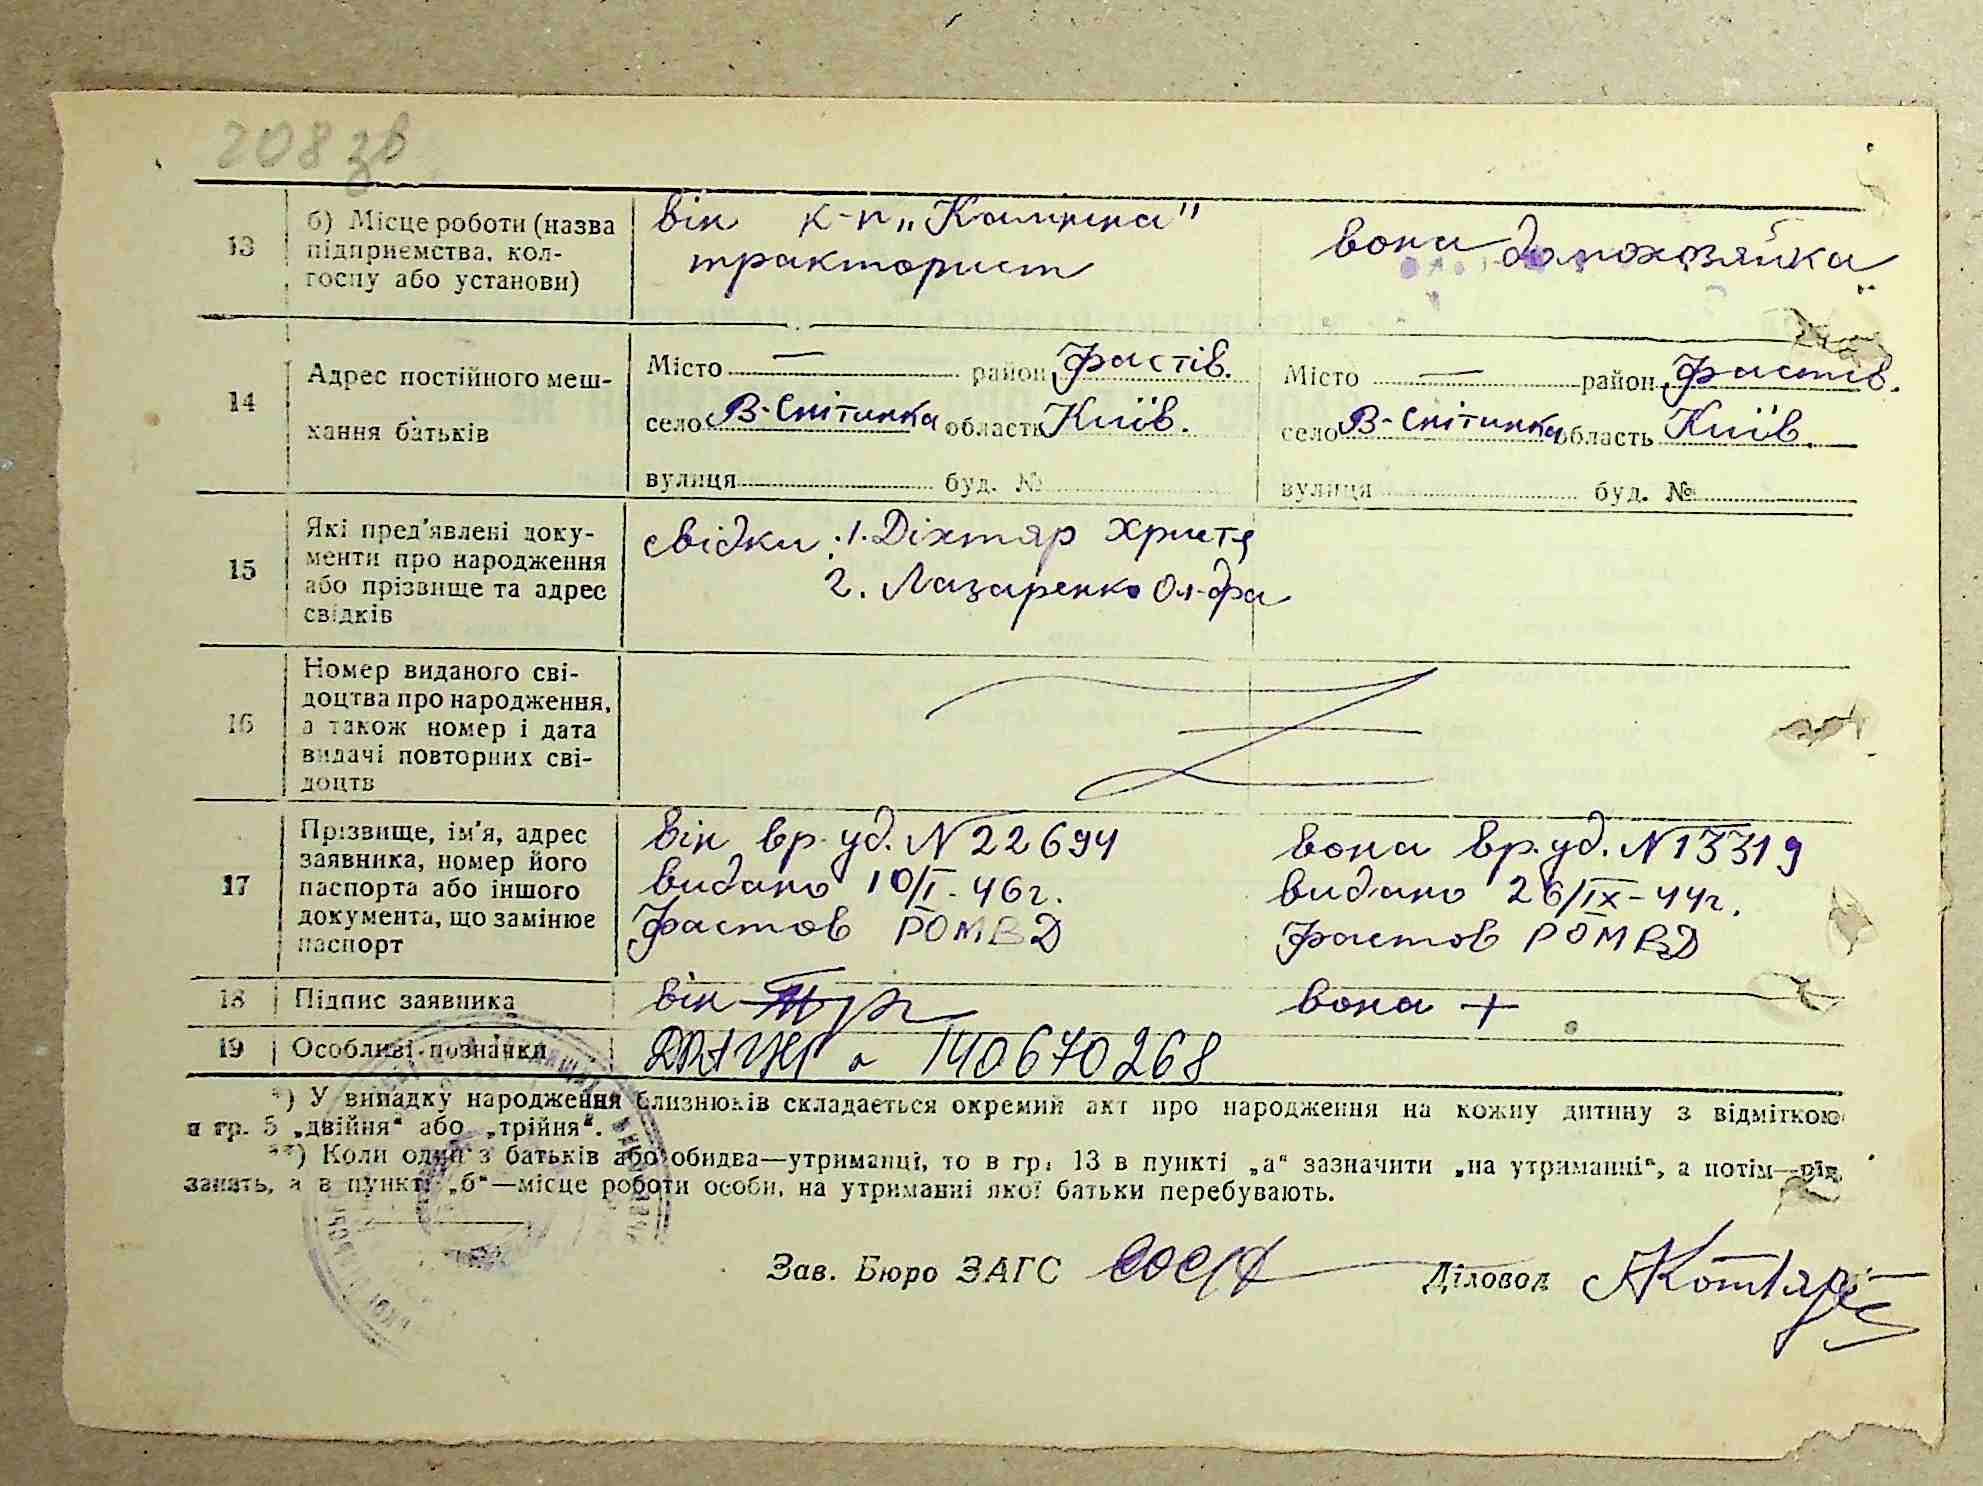 208 зв
13
б) Місце роботи (назва підприємства, колгоспу або установи)
він к-п „Калініна"
тракторист
вона домохозяйка
14
Адрес постійного мешкання батьків
Місто — район Фастів.
село В-Снітинка область Київ.
вулиця буд. №
Місто — район Фастів.
село В-Снітинка область Київ.
вулиця буд. №
15
Які пред'явлені документи про народження або прізвище та адрес свідків
свідки: 1. Діхтяр Христя
2. Лазаренко Ол-дра
16
Номер виданого свідоцтва про народження, а також номер і дата видачі повторних свідоцтв
17
Прізвище, ім'я, адрес заявника, номер його паспорта або іншого документа, що замінює паспорт
він вр. уд. N 22694
видано 10/I-46г.
Фастов РОМВД
вона вр. уд. N 13319
видано 26/IX-44г.
Фастов РОМВД
18
Підпис заявника
він
вона +
19
Особливі позначки
140670268
*) У випадку народження близнюків складається окремий акт про народження на кожну дитину з відміткою
в гр. 5 „двійня" або „трійня".
**) Коли один з батьків або обидва—утриманці, то в гр. 13 в пункті „а" зазначити „на утриманні", а потім—рід
занять, а в пункті „б"—місце роботи особи, на утриманні якої батьки перебувають.
Зав. Бюро ЗАГС
Діловод